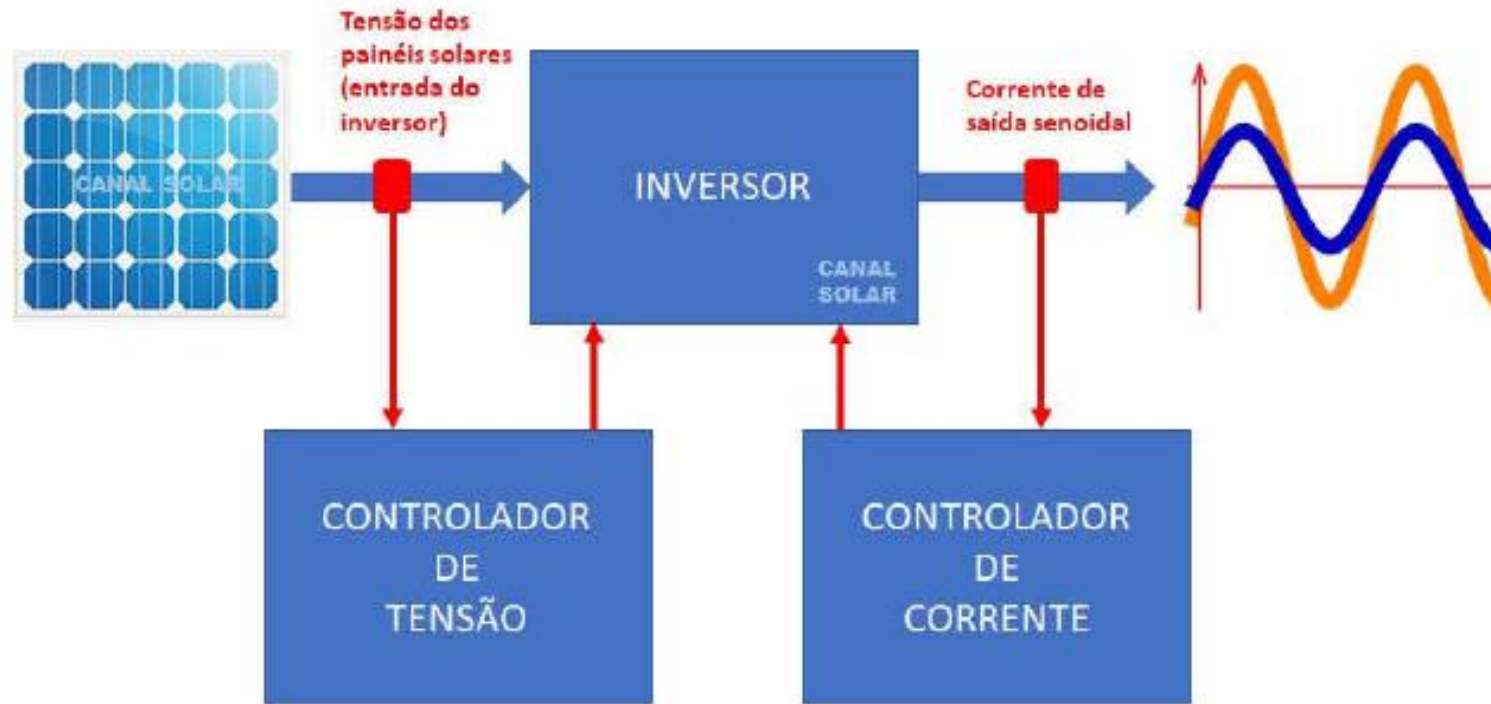 Tensão dos
painéis solares
(entrada do
inversor)
CANAL SOLAR
INVERSOR
CANAL
SOLAR
Corrente de
saída senoidal
CONTROLADOR
DE
TENSÃO
CONTROLADOR
DE
CORRENTE